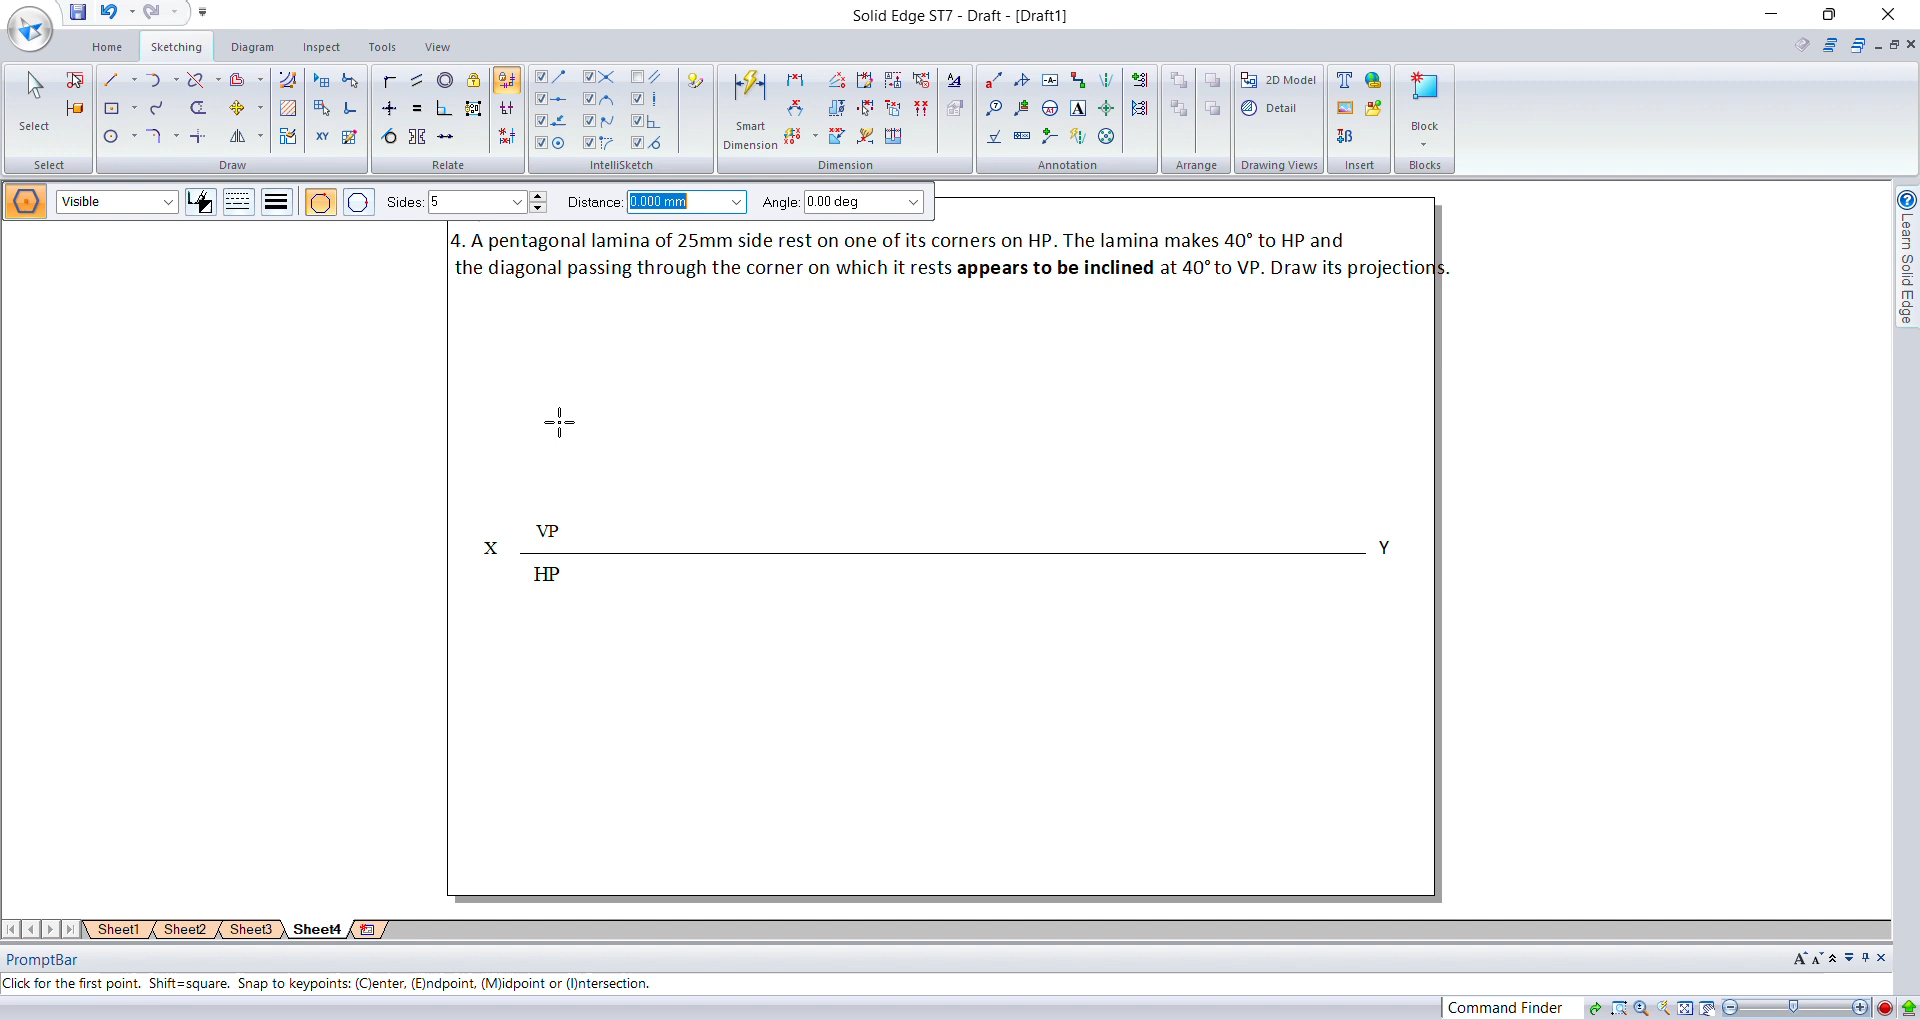 Solid Edge ST7 - Draft - [Draft1]
Home Sketching Diagram Inspect Tools View
2D Model
Detail
Select
Smart
Dimension
Block
Select Draw Relate IntelliSketch Dimension Annotation Arrange Drawing Views Insert Blocks
Visible Sides: 5 Distance: 0.000 mm Angle: 0.00 deg
Learn Solid Edge
4. A pentagonal lamina of 25mm side rest on one of its corners on HP. The lamina makes 40° to HP and
the diagonal passing through the corner on which it rests appears to be inclined at 40° to VP. Draw its projections.
VP
X Y
HP
Sheet1 Sheet2 Sheet3 Sheet4
PromptBar
Click for the first point. Shift=square. Snap to keypoints: (C)enter, (E)ndpoint, (M)idpoint or (I)ntersection.
Command Finder